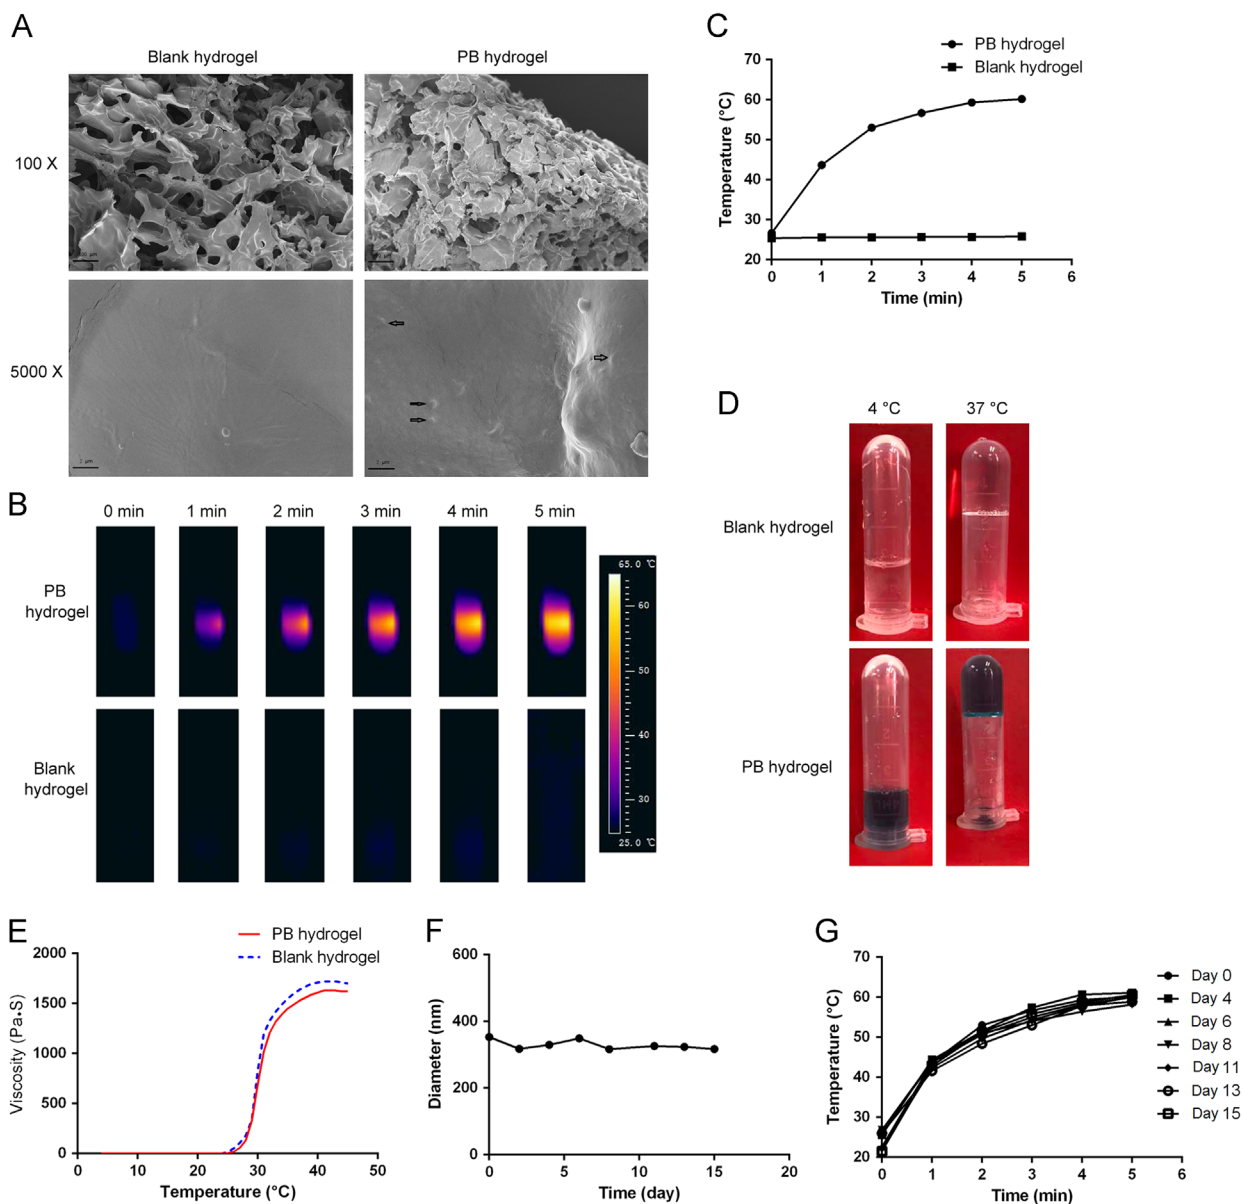 A
Blank hydrogel PB hydrogel
100 X
5000 X
2 µm
B
0 min 1 min 2 min 3 min 4 min 5 min
PB
hydrogel
Blank
hydrogel
65.0 ℃
60
50
40
30
25.0 ℃
C
PB hydrogel
Blank hydrogel
Temperature (°C)
70
60
50
40
30
20
0 1 2 3 4 5 6
Time (min)
D
4 °C 37 °C
Blank hydrogel
PB hydrogel
E
PB hydrogel
Blank hydrogel
Viscosity (Pa•S)
2000
1500
1000
500
0
0 10 20 30 40 50
Temperature (°C)
F
Diameter (nm)
600
400
200
0
0 5 10 15 20
Time (day)
G
Temperature (°C)
70
60
50
40
30
20
0 1 2 3 4 5 6
Time (min)
Day 0
Day 4
Day 6
Day 8
Day 11
Day 13
Day 15